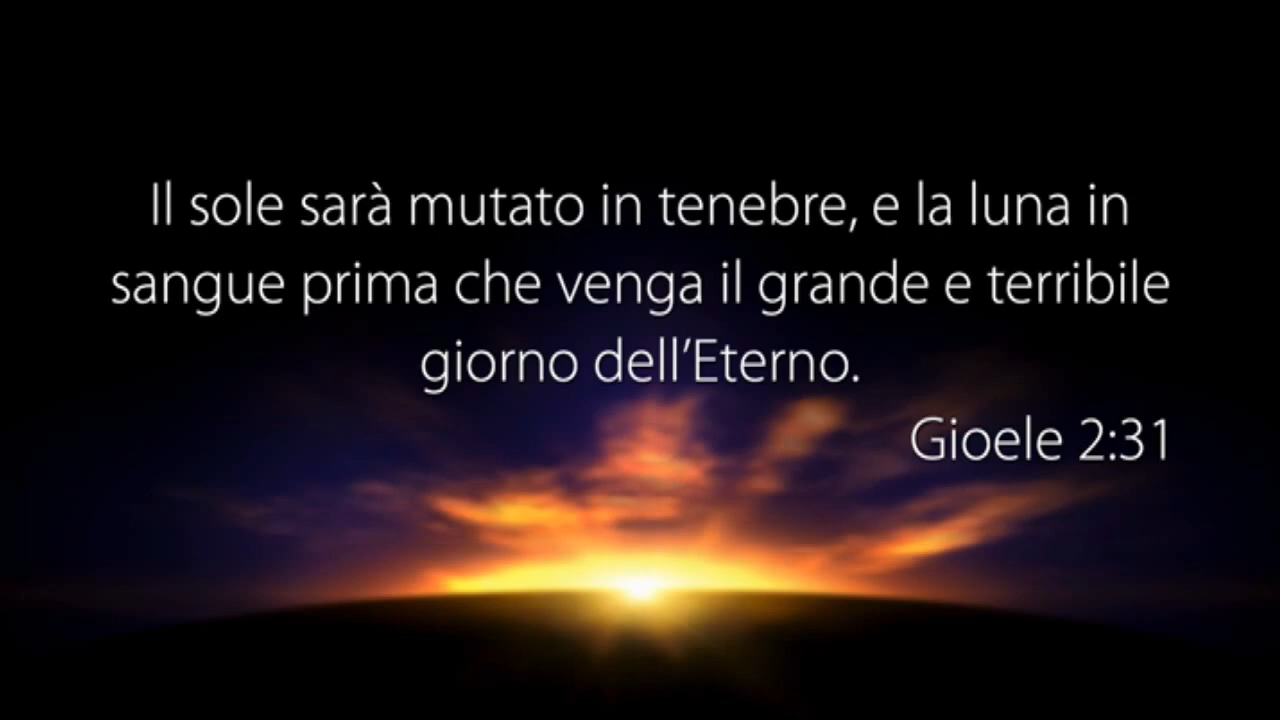 Il sole sarà mutato in tenebre, e la luna in
sangue prima che venga il grande e terribile
giorno dell’Eterno.
Gioele 2:31